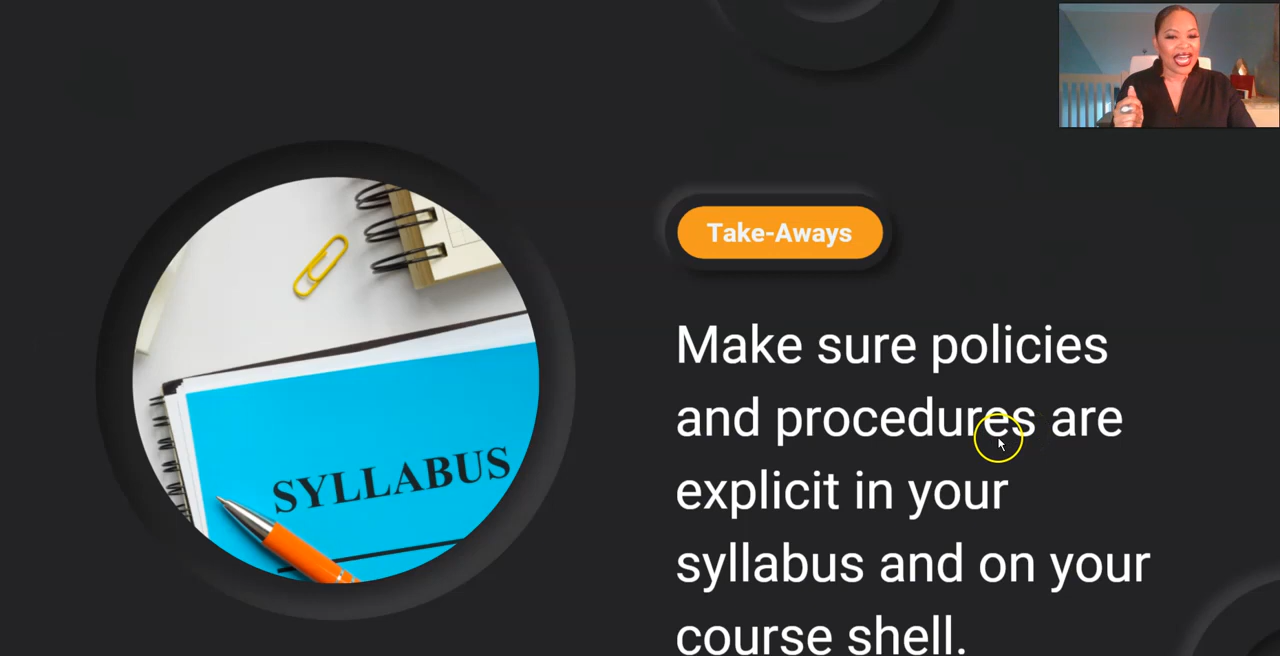 Take-Aways
Make sure policies
and procedures are
explicit in your
syllabus and on your
course shell.
SYLLABUS